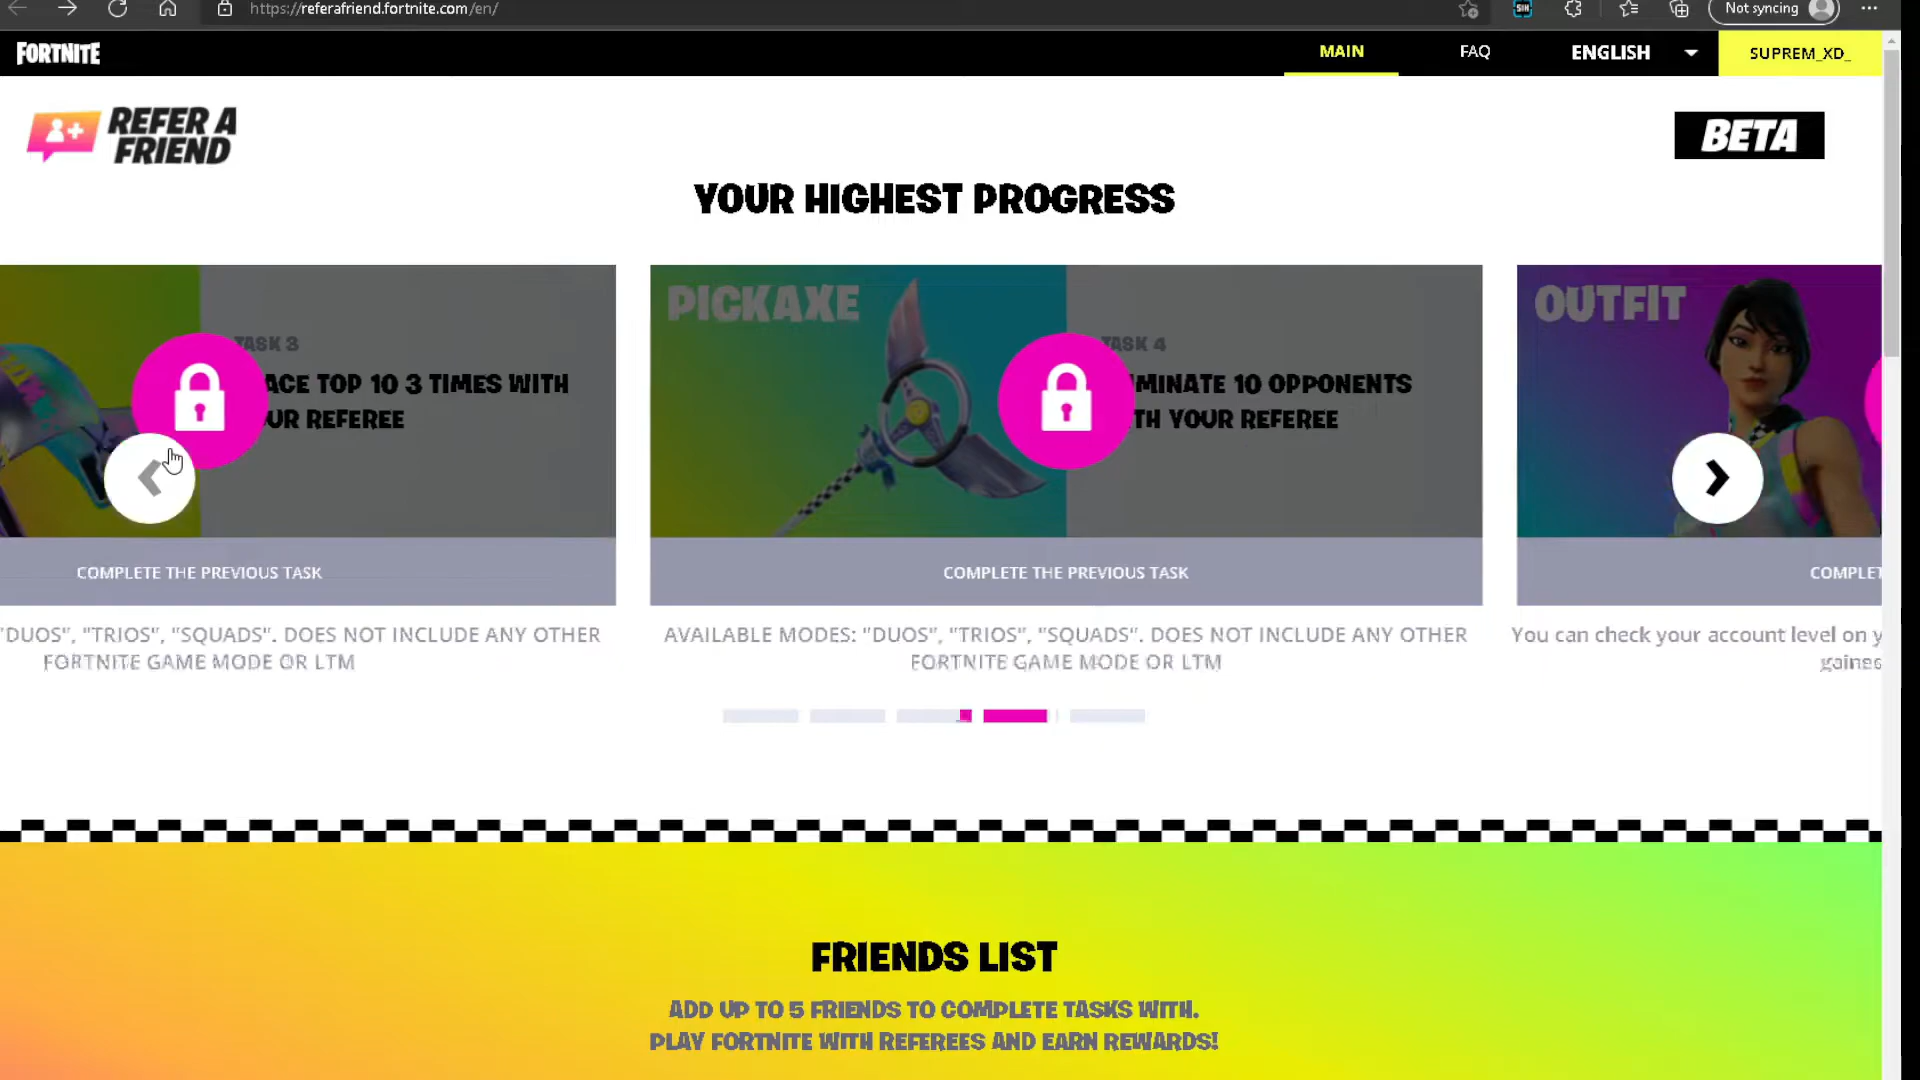 https://referafriend.fortnite.com/en/
Not syncing
FORTNITE
MAIN
FAQ
ENGLISH
SUPREM_XD_
REFER A
FRIEND
BETA
YOUR HIGHEST PROGRESS
TASK 3
ACE TOP 10 3 TIMES WITH
UR REFEREE
COMPLETE THE PREVIOUS TASK
"DUOS", "TRIOS", "SQUADS". DOES NOT INCLUDE ANY OTHER
FORTNITE GAME MODE OR LTM
PICKAXE
TASK 4
MINATE 10 OPPONENTS
TH YOUR REFEREE
COMPLETE THE PREVIOUS TASK
AVAILABLE MODES: "DUOS", "TRIOS", "SQUADS". DOES NOT INCLUDE ANY OTHER
FORTNITE GAME MODE OR LTM
OUTFIT
COMPLET
You can check your account level on y
gained
FRIENDS LIST
ADD UP TO 5 FRIENDS TO COMPLETE TASKS WITH.
PLAY FORTNITE WITH REFEREES AND EARN REWARDS!